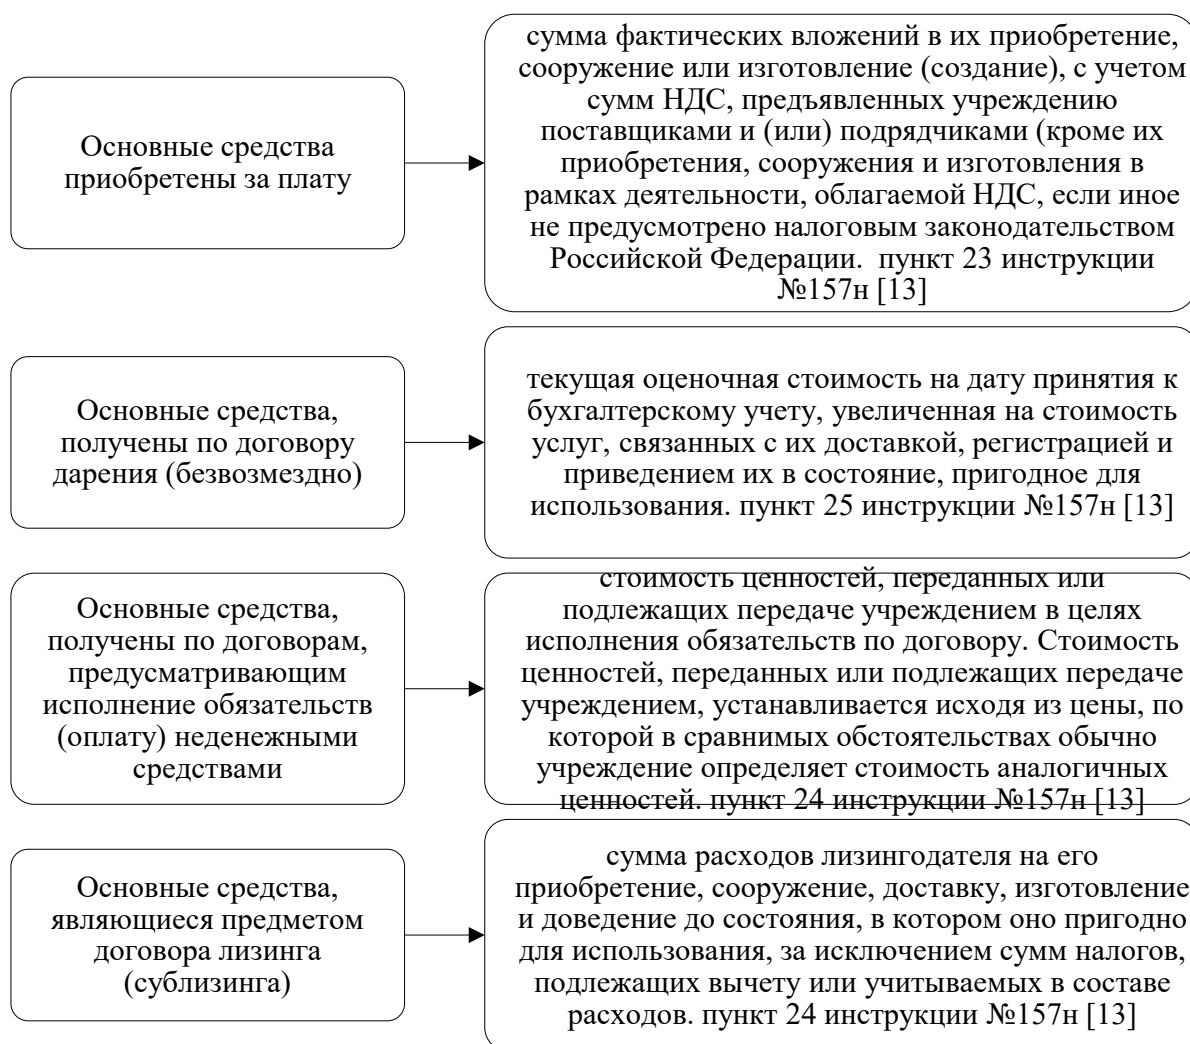 Основные средства
приобретены за плату
сумма фактических вложений в их приобретение,
сооружение или изготовление (создание), с учетом
сумм НДС, предъявленных учреждению
поставщиками и (или) подрядчиками (кроме их
приобретения, сооружения и изготовления в
рамках деятельности, облагаемой НДС, если иное
не предусмотрено налоговым законодательством
Российской Федерации.  пункт 23 инструкции
№157н [13]
Основные средства,
получены по договору
дарения (безвозмездно)
текущая оценочная стоимость на дату принятия к
бухгалтерскому учету, увеличенная на стоимость
услуг, связанных с их доставкой, регистрацией и
приведением их в состояние, пригодное для
использования. пункт 25 инструкции №157н [13]
Основные средства,
получены по договорам,
предусматривающим
исполнение обязательств
(оплату) неденежными
средствами
стоимость ценностей, переданных или
подлежащих передаче учреждением в целях
исполнения обязательств по договору. Стоимость
ценностей, переданных или подлежащих передаче
учреждением, устанавливается исходя из цены, по
которой в сравнимых обстоятельствах обычно
учреждение определяет стоимость аналогичных
ценностей. пункт 24 инструкции №157н [13]
Основные средства,
являющиеся предметом
договора лизинга
(сублизинга)
сумма расходов лизингодателя на его
приобретение, сооружение, доставку, изготовление
и доведение до состояния, в котором оно пригодно
для использования, за исключением сумм налогов,
подлежащих вычету или учитываемых в составе
расходов. пункт 24 инструкции №157н [13]